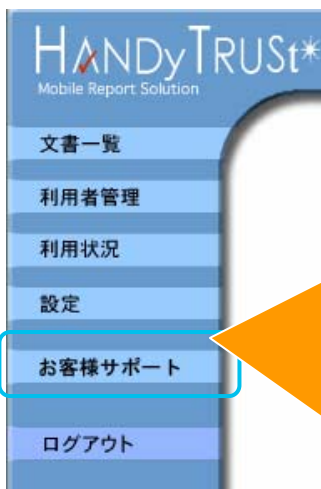 HANDyTRUSt*
Mobile Report Solution
文書一覧
利用者管理
利用状況
設定
お客様サポート
ログアウト